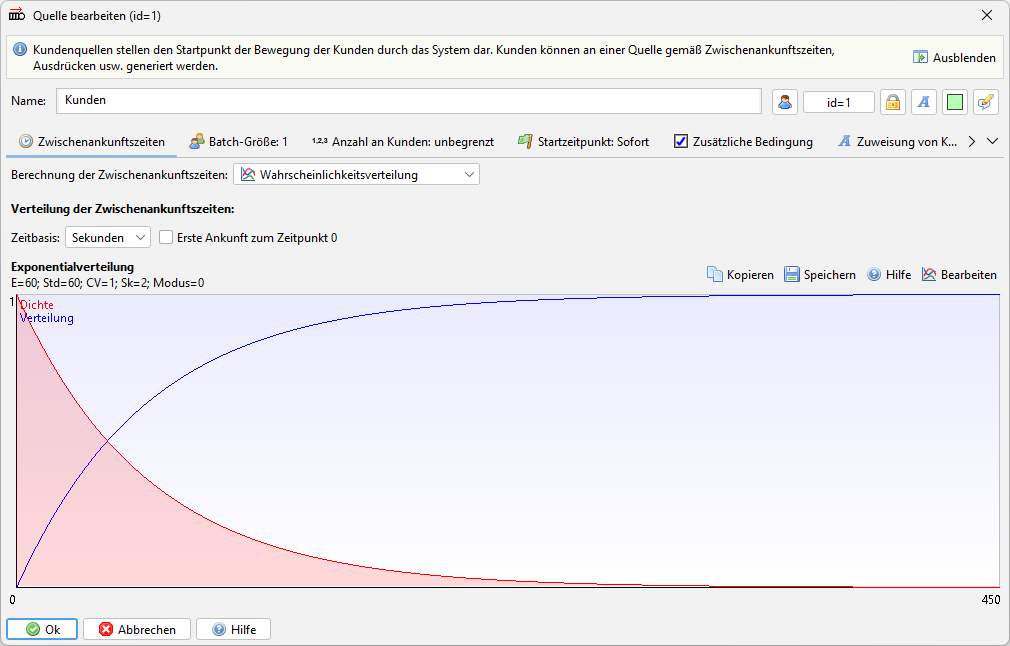 Quelle bearbeiten (id=1)
Kundenquellen stellen den Startpunkt der Bewegung der Kunden durch das System dar. Kunden können an einer Quelle gemäß Zwischenankunftszeiten,
Ausdrücken usw. generiert werden.
Ausblenden
Name: Kunden id=1 A
Zwischenankunftszeiten Batch-Größe: 1 1,2,3 Anzahl an Kunden: unbegrenzt Startzeitpunkt: Sofort Zusätzliche Bedingung A Zuweisung von K...
Berechnung der Zwischenankunftszeiten: Wahrscheinlichkeitsverteilung
Verteilung der Zwischenankunftszeiten:
Zeitbasis: Sekunden Erste Ankunft zum Zeitpunkt 0
Exponentialverteilung
E=60; Std=60; CV=1; Sk=2; Modus=0
Kopieren Speichern Hilfe Bearbeiten
1 Dichte
Verteilung
0 450
Ok Abbrechen Hilfe